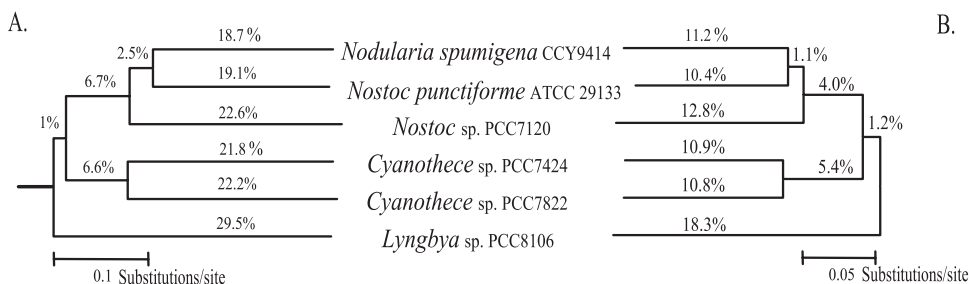 A.
B.
18.7% Nodularia spumigena CCY9414 11.2%
2.5% 1.1%
19.1% Nostoc punctiforme ATCC 29133 10.4%
6.7% 4.0%
22.6% Nostoc sp. PCC7120 12.8%
1% 1.2%
21.8% Cyanothece sp. PCC7424 10.9%
6.6% 5.4%
22.2% Cyanothece sp. PCC7822 10.8%
29.5% Lyngbya sp. PCC8106 18.3%
0.1 Substitutions/site
0.05 Substitutions/site